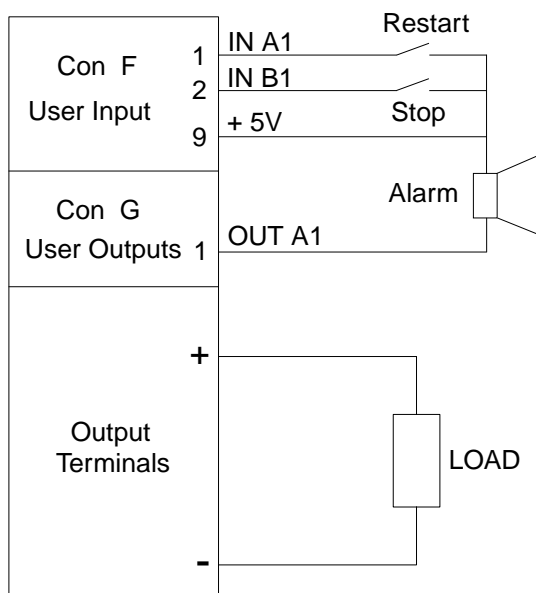 Con F
User Input
1
2
9
IN A1
IN B1
+ 5V
Restart
Stop
Alarm
Con G
User Outputs 1
OUT A1
Output
Terminals
+
-
LOAD